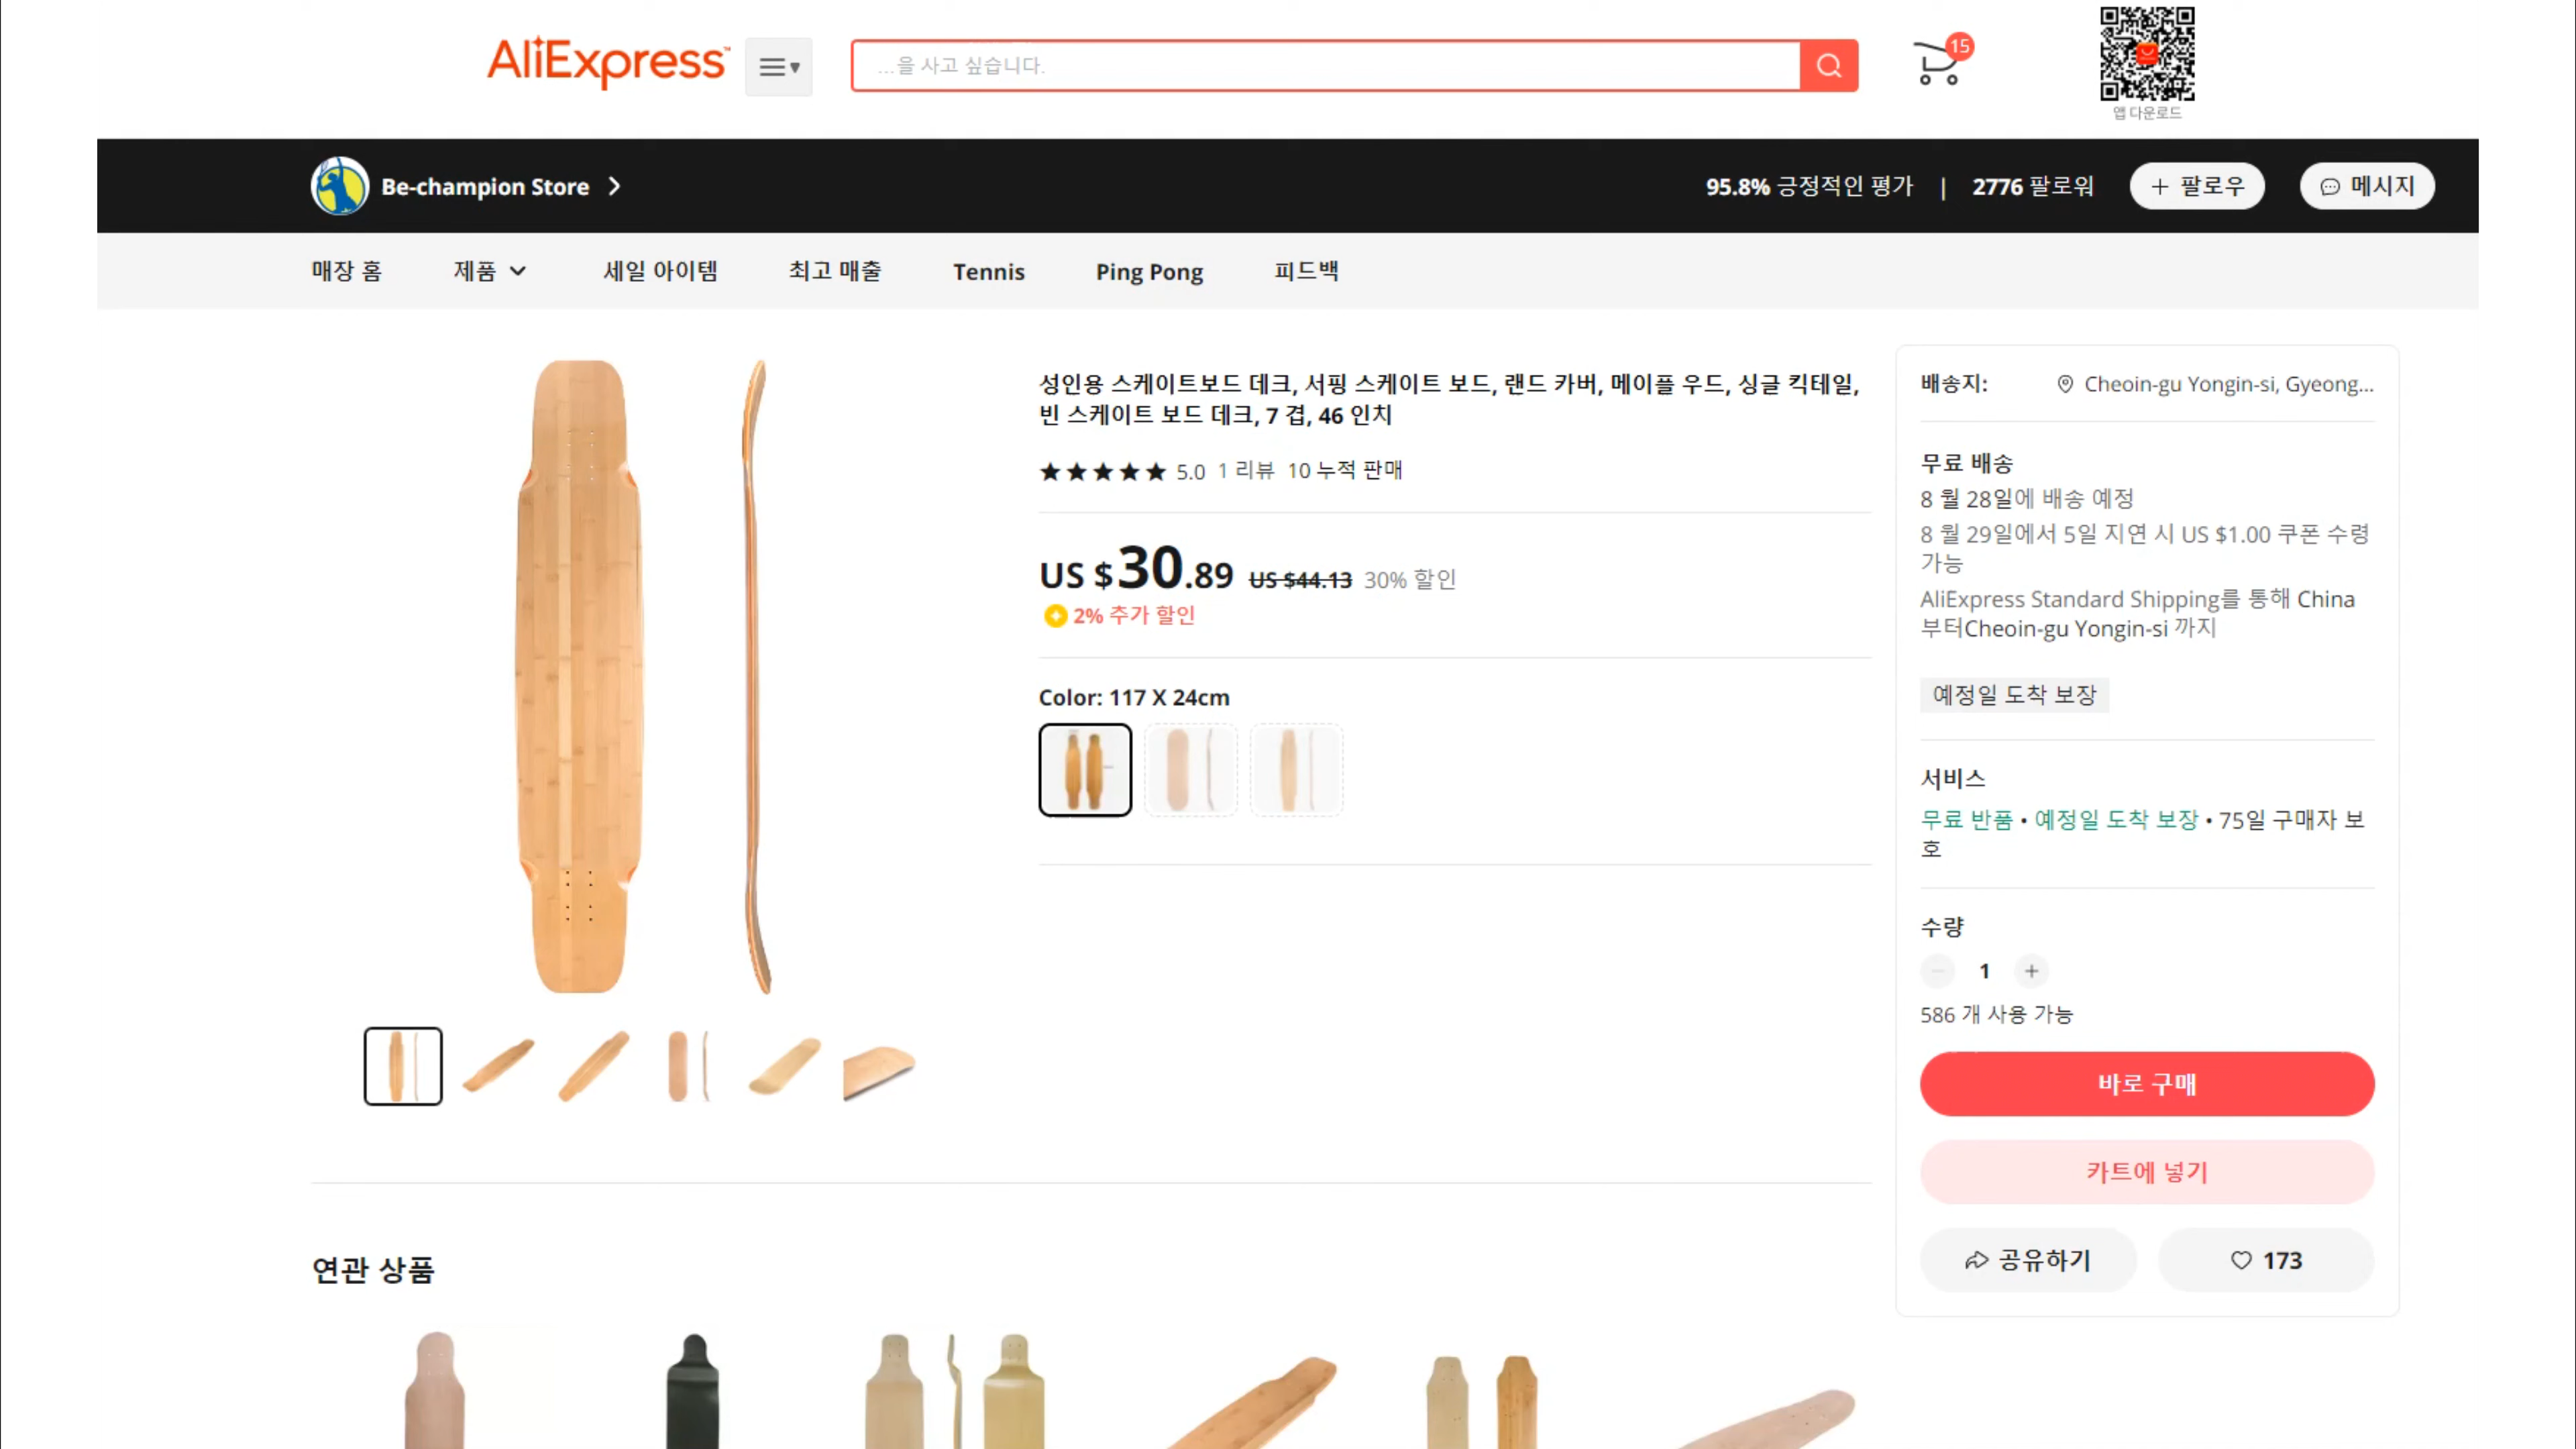 AliExpress™
...을 사고 싶습니다.
15
앱 다운로드
Be-champion Store
95.8% 긍정적인 평가 | 2776 팔로워
+ 팔로우
메시지
매장 홈
제품
세일 아이템
최고 매출
Tennis
Ping Pong
피드백
성인용 스케이트보드 데크, 서핑 스케이트 보드, 랜드 카버, 메이플 우드, 싱글 킥테일,
빈 스케이트 보드 데크, 7 겹, 46 인치
5.0 1 리뷰 10 누적 판매
US $30.89 US $44.13 30% 할인
2% 추가 할인
Color: 117 X 24cm
배송지: Cheoin-gu Yongin-si, Gyeong...
무료 배송
8 월 28일에 배송 예정
8 월 29일에서 5일 지연 시 US $1.00 쿠폰 수령
가능
AliExpress Standard Shipping를 통해 China
부터Cheoin-gu Yongin-si 까지
예정일 도착 보장
서비스
무료 반품 • 예정일 도착 보장 • 75일 구매자 보
호
수량
1 +
586 개 사용 가능
바로 구매
카트에 넣기
공유하기
173
연관 상품